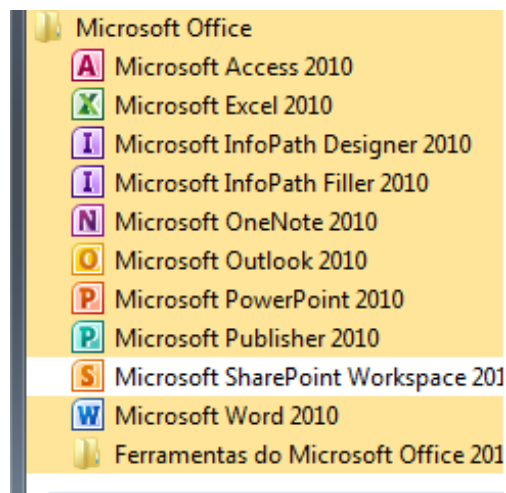 Microsoft Office
A Microsoft Access 2010
X Microsoft Excel 2010
I Microsoft InfoPath Designer 2010
I Microsoft InfoPath Filler 2010
N Microsoft OneNote 2010
O Microsoft Outlook 2010
P Microsoft PowerPoint 2010
P Microsoft Publisher 2010
S Microsoft SharePoint Workspace 201
W Microsoft Word 2010
Ferramentas do Microsoft Office 201